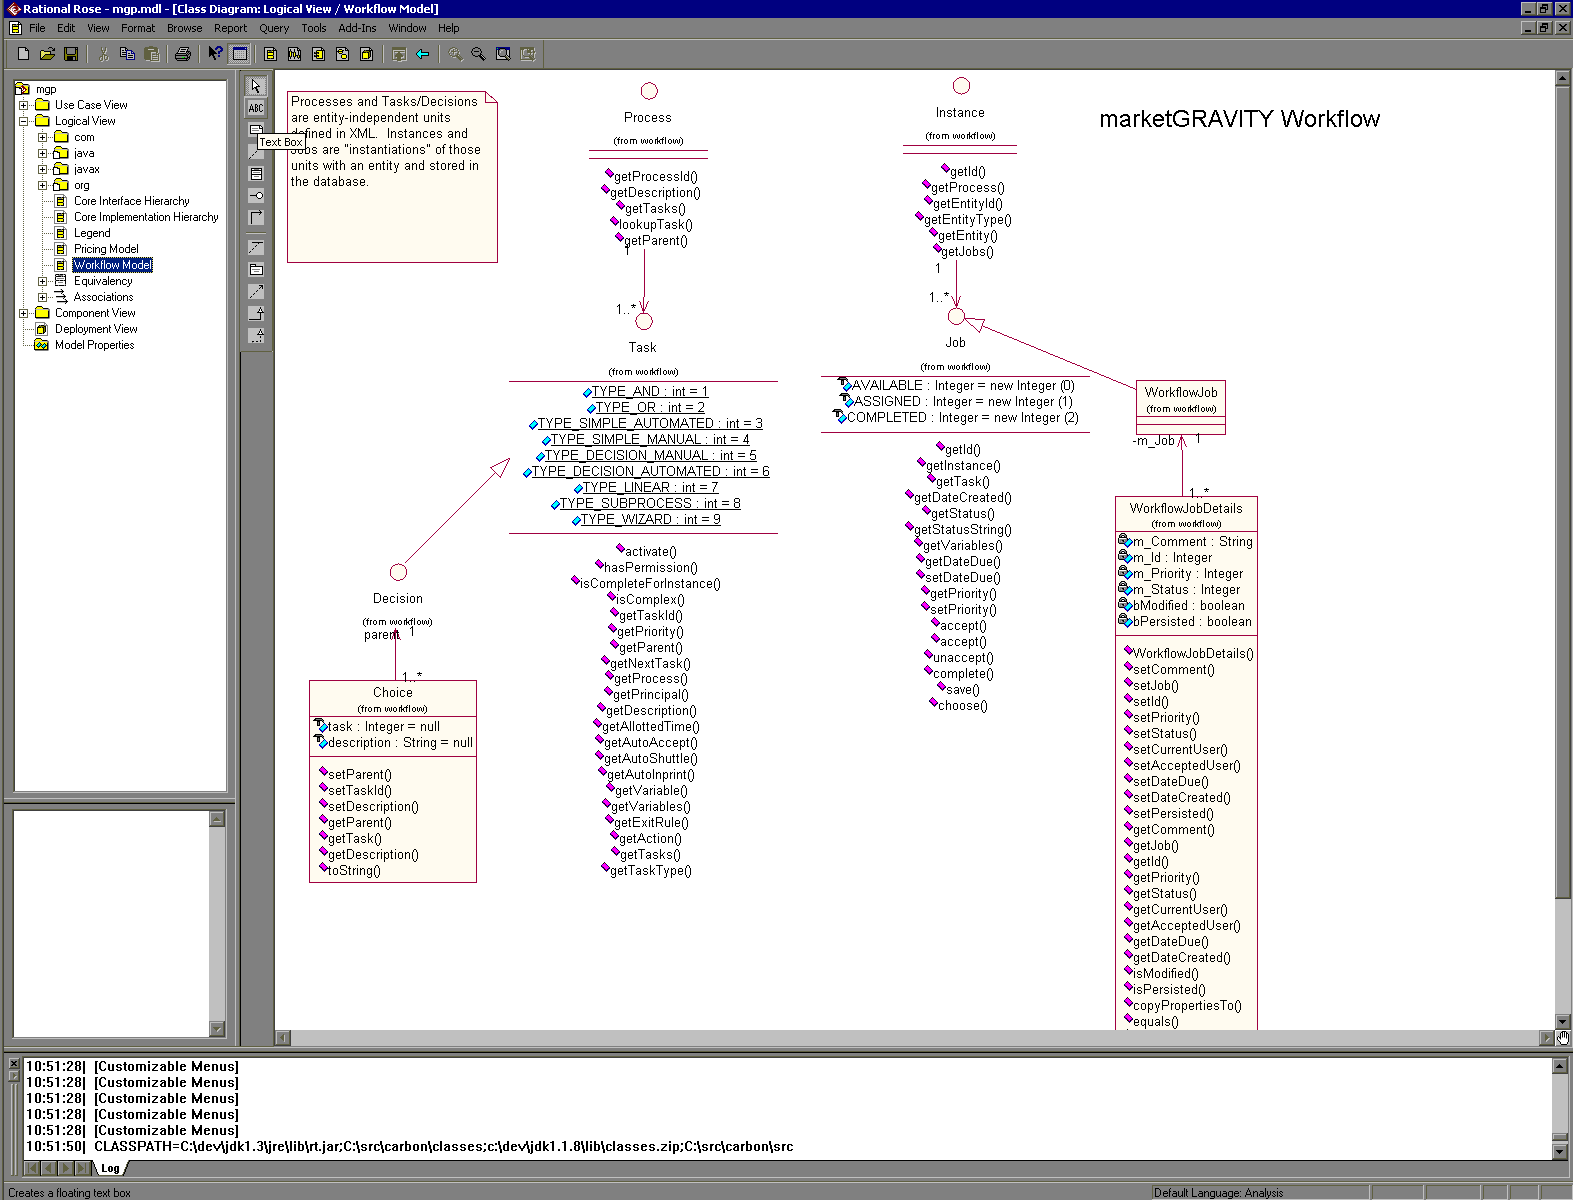 Rational Rose - mgp.mdl - [Class Diagram: Logical View / Workflow Model]
File Edit View Format Browse Report Query Tools Add-Ins Window Help
mgp
Use Case View
Logical View
com
java
javax
org
Core Interface Hierarchy
Core Implementation Hierarchy
Legend
Pricing Model
Workflow Model
Equivalency
Associations
Component View
Deployment View
Model Properties
ABC
Text Box
Processes and Tasks/Decisions
are entity-independent units
defined in XML. Instances and
Jobs are "instantiations" of those
units with an entity and stored in
the database.
Process
(from workflow)
getProcessId()
getDescription()
getTasks()
lookupTask()
getParent()
1
1..*
Task
(from workflow)
TYPE_AND : int = 1
TYPE_OR : int = 2
TYPE_SIMPLE_AUTOMATED : int = 3
TYPE_SIMPLE_MANUAL : int = 4
TYPE_DECISION_MANUAL : int = 5
TYPE_DECISION_AUTOMATED : int = 6
TYPE_LINEAR : int = 7
TYPE_SUBPROCESS : int = 8
TYPE_WIZARD : int = 9
activate()
hasPermission()
isCompleteForInstance()
isComplex()
getTaskId()
getPriority()
getParent()
getNextTask()
getProcess()
getPrincipal()
getDescription()
getAllottedTime()
getAutoAccept()
getAutoShuttle()
getAutoInprint()
getVariable()
getVariables()
getExitRule()
getAction()
getTasks()
getTaskType()
Decision
(from workflow)
parent 1
1..*
Choice
(from workflow)
task : Integer = null
description : String = null
setParent()
setTaskId()
setDescription()
getParent()
getTask()
getDescription()
toString()
Instance
(from workflow)
getId()
getProcess()
getEntityId()
getEntityType()
getEntity()
getJobs()
1
1..*
Job
(from workflow)
AVAILABLE : Integer = new Integer (0)
ASSIGNED : Integer = new Integer (1)
COMPLETED : Integer = new Integer (2)
getId()
getInstance()
getTask()
getDateCreated()
getStatus()
getStatusString()
getVariables()
getDateDue()
setDateDue()
getPriority()
setPriority()
accept()
accept()
unaccept()
complete()
save()
choose()
marketGRAVITY Workflow
WorkflowJob
(from workflow)
-m_Job 1
1..*
WorkflowJobDetails
(from workflow)
m_Comment : String
m_Id : Integer
m_Priority : Integer
m_Status : Integer
bModified : boolean
bPersisted : boolean
WorkflowJobDetails()
setComment()
setJob()
setId()
setPriority()
setStatus()
setCurrentUser()
setAcceptedUser()
setDateDue()
setDateCreated()
setPersisted()
getComment()
getJob()
getId()
getPriority()
getStatus()
getCurrentUser()
getAcceptedUser()
getDateDue()
getDateCreated()
isModified()
isPersisted()
copyPropertiesTo()
equals()
10:51:28| [Customizable Menus]
10:51:28| [Customizable Menus]
10:51:28| [Customizable Menus]
10:51:28| [Customizable Menus]
10:51:28| [Customizable Menus]
10:51:50| CLASSPATH=C:\dev\jdk1.3\jre\lib\rt.jar;C:\src\carbon\classes;c:\dev\jdk1.1.8\lib\classes.zip;C:\src\carbon\src
Log
Creates a floating text box
Default Language: Analysis